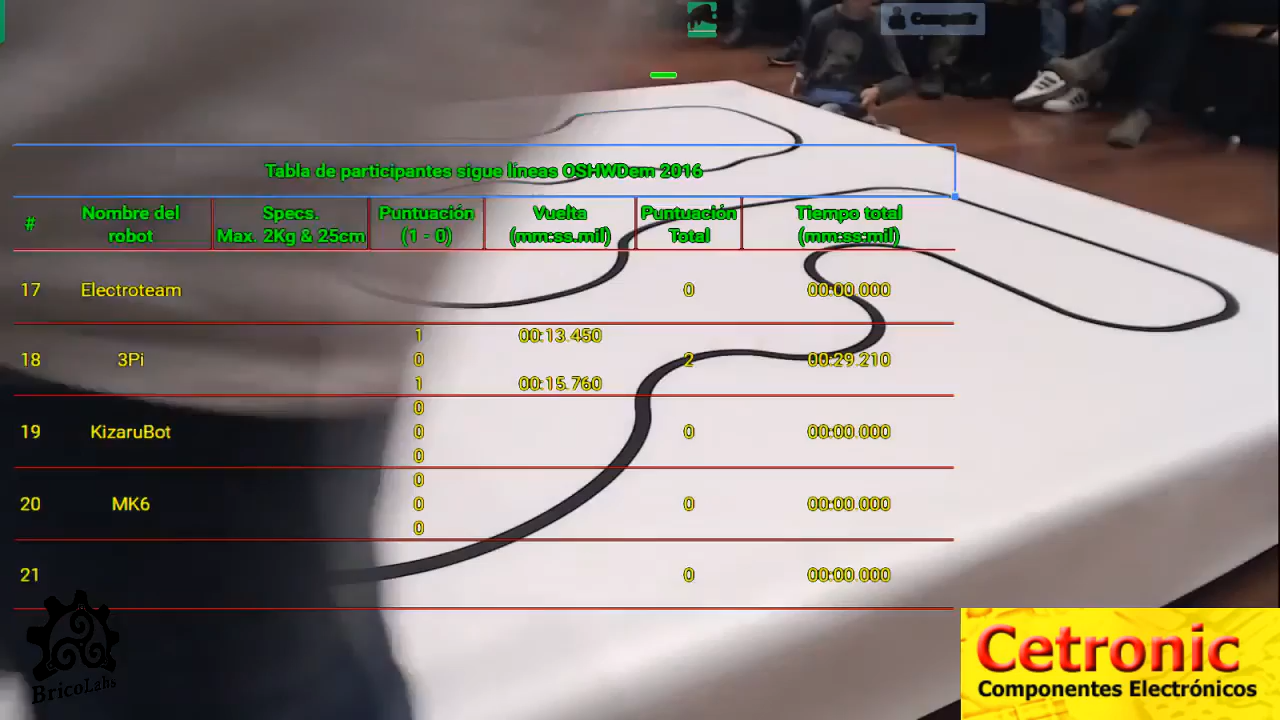 Compartir
Tabla de participantes sigue líneas OSHWDem 2016
# Nombre del robot Specs. Max. 2Kg & 25cm Puntuación (1 - 0) Vuelta (mm:ss.mil) Puntuación Total Tiempo total (mm:ss:mil)
17 Electroteam 0 00:00.000
1 00:13.450
18 3Pi 0 2 00:29.210
1 00:15.760
0
19 KizaruBot 0 0 00:00.000
0
0
20 MK6 0 0 00:00.000
0
21 0 00:00.000
BricoLabs
Cetronic
Componentes Electrónicos